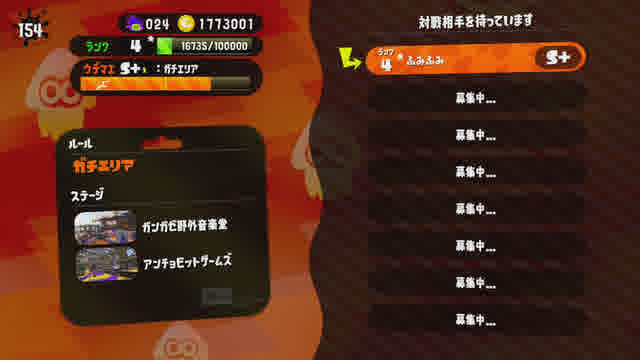 154
024
1773001
ランク 4* 16735/100000
ウデマエ S+ : ガチエリア
ルール
ガチエリア
ステージ
ガンガゼ野外音楽堂
アンチョビットゲームズ
対戦相手を待っています
ランク 4* ふみふみ S+
募集中...
募集中...
募集中...
募集中...
募集中...
募集中...
募集中...